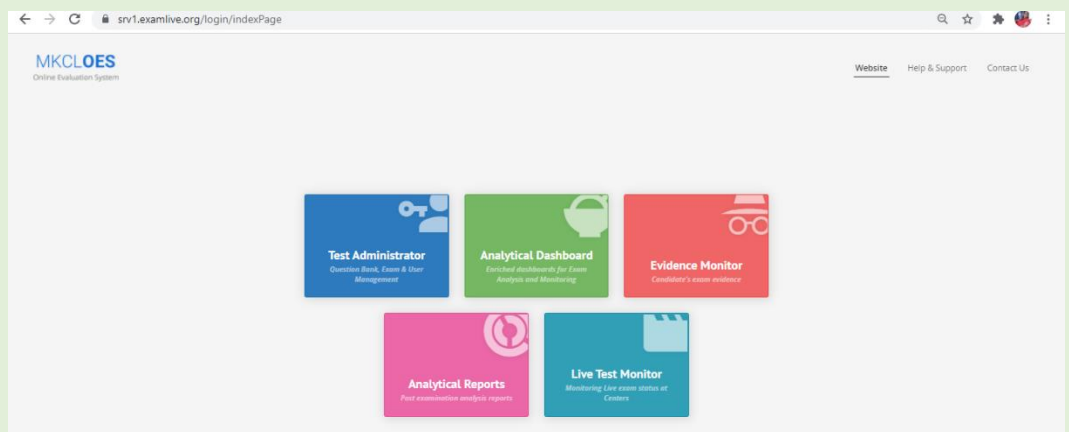 srv1.examlive.org/login/indexPage
MKCLOES
Online Evaluation System
Website Help & Support Contact Us
Test Administrator
Question Bank, Exam & User
Management
Analytical Dashboard
Enriched dashboards for Exam
Analysis and Monitoring
Evidence Monitor
Candidate's exam evidence
Analytical Reports
Post examination analysis reports
Live Test Monitor
Monitoring Live exam status at
Centers